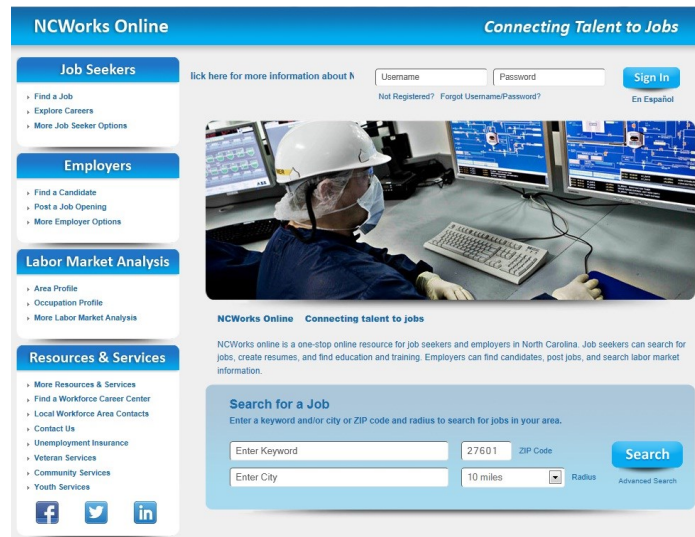 NCWorks Online
Connecting Talent to Jobs
Job Seekers
Find a Job
Explore Careers
More Job Seeker Options
Employers
Find a Candidate
Post a Job Opening
More Employer Options
Labor Market Analysis
Area Profile
Occupation Profile
More Labor Market Analysis
Resources & Services
More Resources & Services
Find a Workforce Career Center
Local Workforce Area Contacts
Contact Us
Unemployment Insurance
Veteran Services
Community Services
Youth Services
f
in
lick here for more information about N
Username
Password
Sign In
Not Registered? Forgot Username/Password?
En Español
ABB
NCWorks Online Connecting talent to jobs
NCWorks online is a one-stop online resource for job seekers and employers in North Carolina. Job seekers can search for
jobs, create resumes, and find education and training. Employers can find candidates, post jobs, and search labor market
information.
Search for a Job
Enter a keyword and/or city or ZIP code and radius to search for jobs in your area.
Enter Keyword
27601 ZIP Code
Search
Enter City
10 miles
Radius
Advanced Search